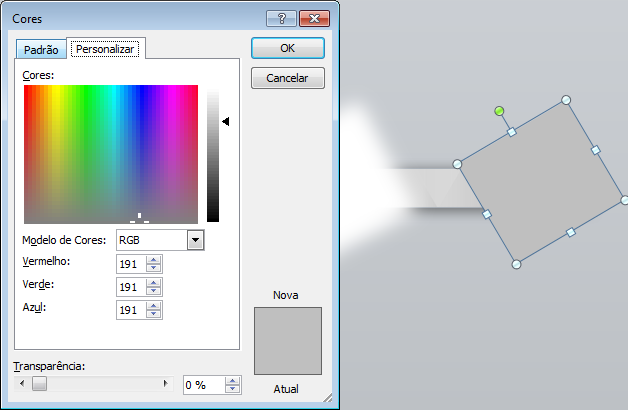 Cores
Padrão
Personalizar
OK
Cancelar
Cores:
Modelo de Cores: RGB
Vermelho: 191
Verde: 191
Azul: 191
Nova
Atual
Transparência:
0 %